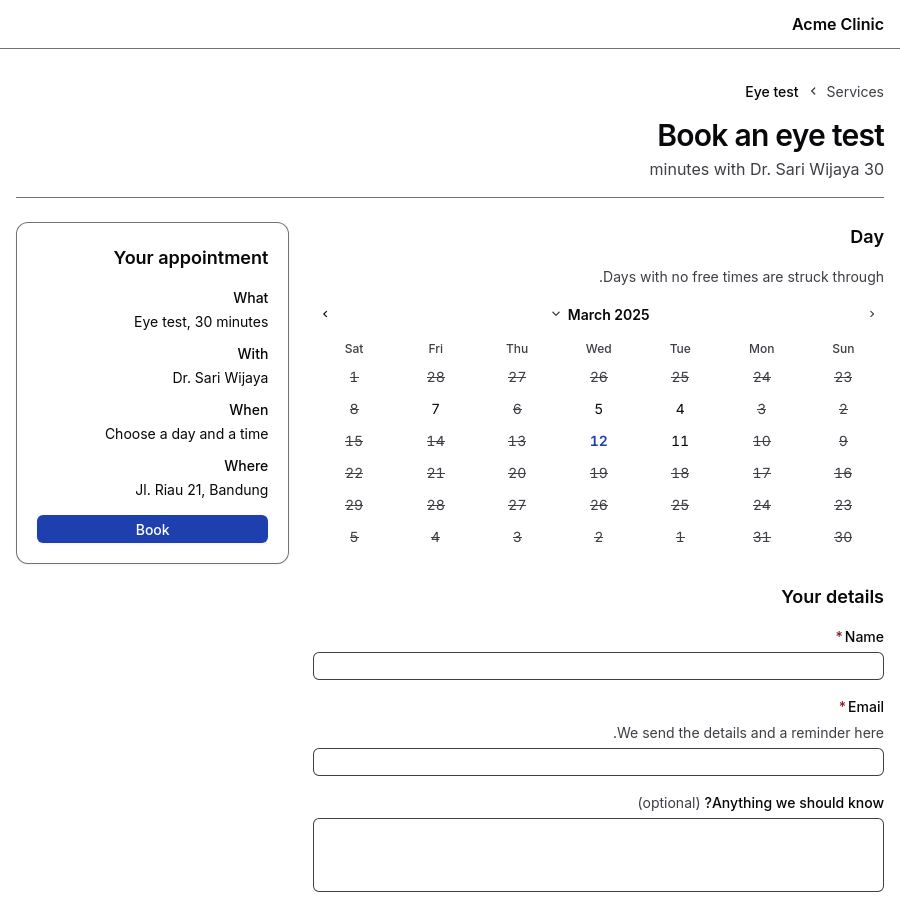 Acme Clinic
Eye test ‹ Services
Book an eye test
minutes with Dr. Sari Wijaya 30
Day
.Days with no free times are struck through
March 2025
Sat Fri Thu Wed Tue Mon Sun
1 28 27 26 25 24 23
8 7 6 5 4 3 2
15 14 13 12 11 10 9
22 21 20 19 18 17 16
29 28 27 26 25 24 23
5 4 3 2 1 31 30
Your details
*Name
*Email
.We send the details and a reminder here
(optional) ?Anything we should know
Your appointment
What
Eye test, 30 minutes
With
Dr. Sari Wijaya
When
Choose a day and a time
Where
Jl. Riau 21, Bandung
Book